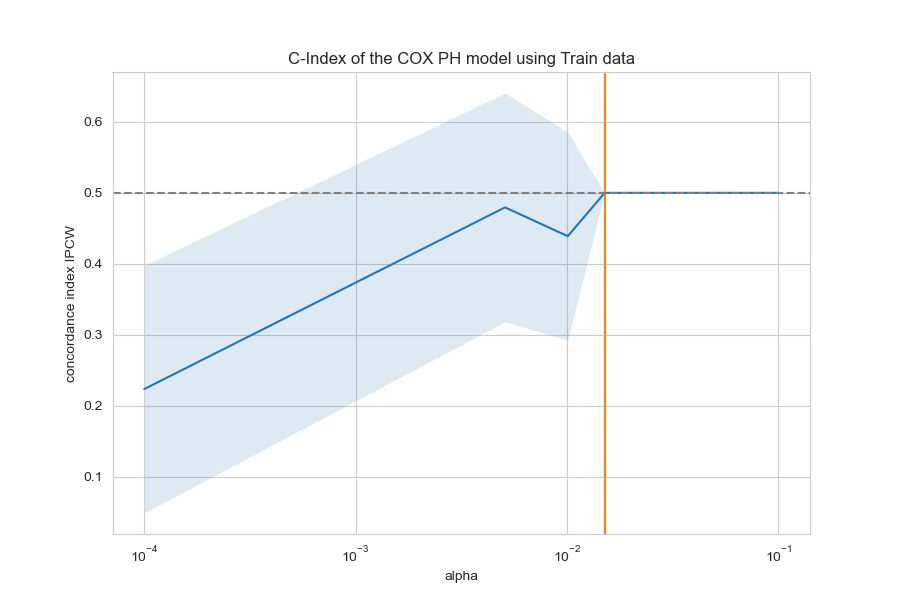 C-Index of the COX PH model using Train data
concordance index IPCW
0.6
0.5
0.4
0.3
0.2
0.1
10⁻⁴ 10⁻³ 10⁻² 10⁻¹
alpha